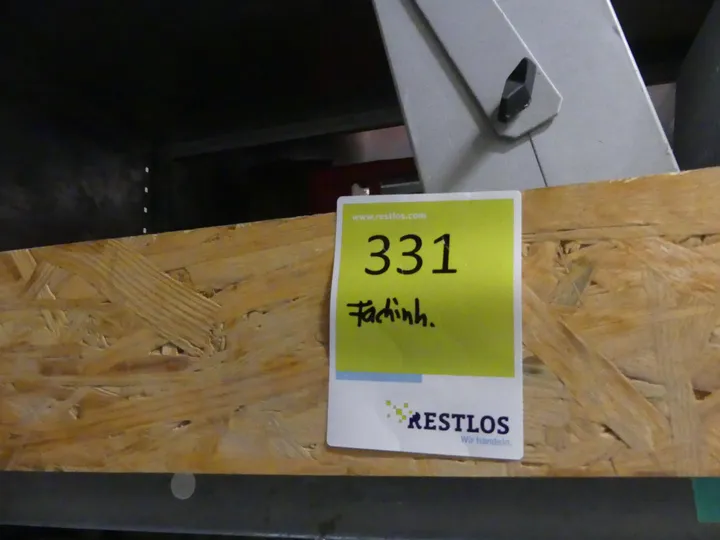 www.restlos.com
331
Fachinh.
RESTLOS
Wir handeln.